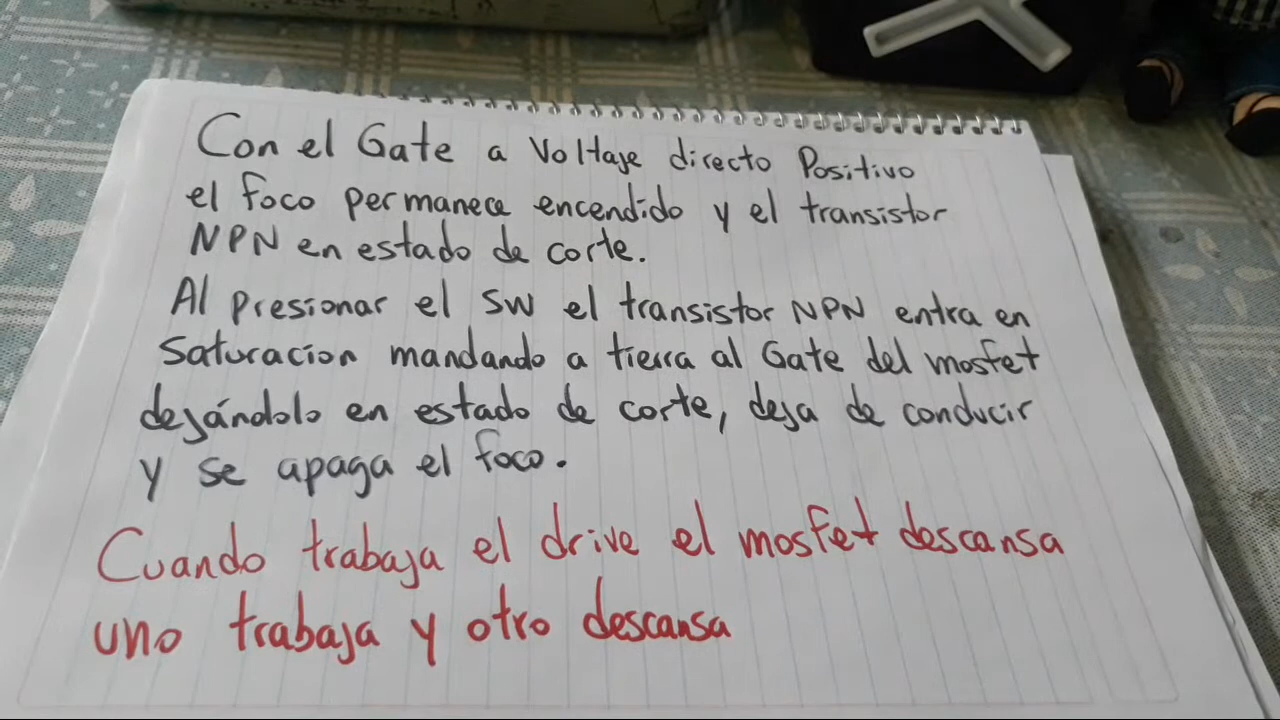 Con el Gate a Voltaje directo Positivo
el foco permanece encendido y el transistor
NPN en estado de corte.
Al presionar el SW el transistor NPN entra en
Saturacion mandando a tierra al Gate del mosfet
dejándolo en estado de corte, deja de conducir
y se apaga el foco.
Cuando trabaja el drive el mosfet descansa
uno trabaja y otro descansa